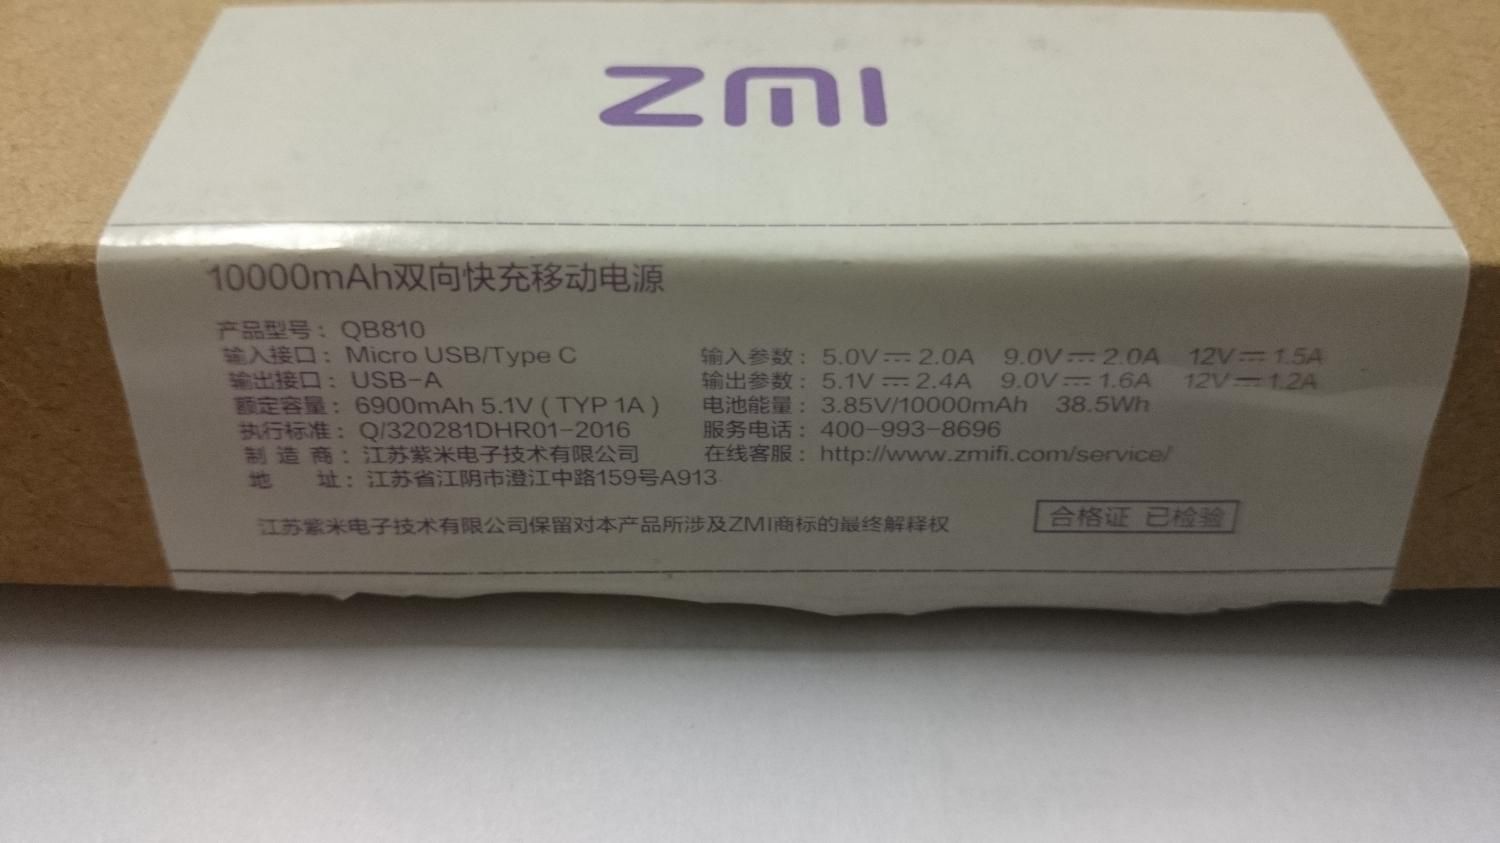 ZMI
10000mAh双向快充移动电源
产品型号：QB810
输入接口：Micro USB/Type C
输出接口：USB-A
额定容量：6900mAh 5.1V ( TYP 1A )
执行标准：Q/320281DHR01-2016
制 造 商：江苏紫米电子技术有限公司
地 址：江苏省江阴市澄江中路159号A913
输入参数：5.0V⎓2.0A 9.0V⎓2.0A 12V⎓1.5A
输出参数：5.1V⎓2.4A 9.0V⎓1.6A 12V⎓1.2A
电池能量：3.85V/10000mAh 38.5Wh
服务电话：400-993-8696
在线客服：http://www.zmifi.com/service/
江苏紫米电子技术有限公司保留对本产品所涉及ZMI商标的最终解释权
合格证 已检验